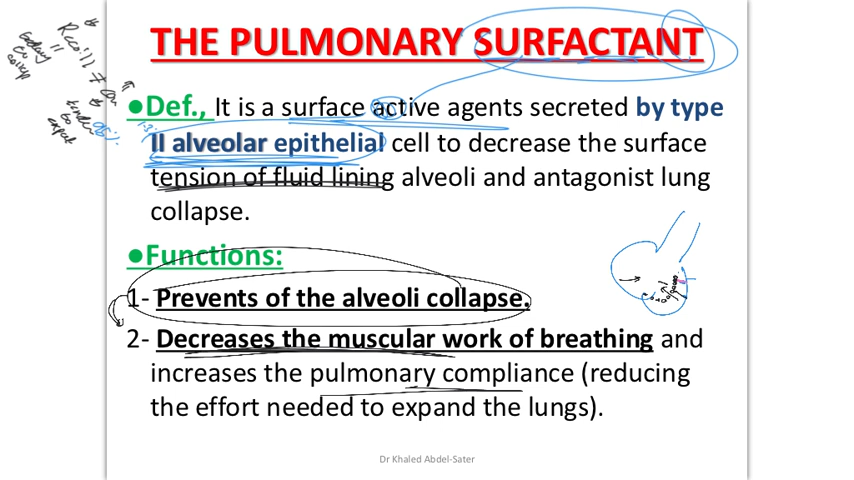 THE PULMONARY SURFACTANT
●Def., It is a surface active agents secreted by type
II alveolar epithelial cell to decrease the surface
tension of fluid lining alveoli and antagonist lung
collapse.
●Functions:
1- Prevents of the alveoli collapse.
2- Decreases the muscular work of breathing and
increases the pulmonary compliance (reducing
the effort needed to expand the lungs).
Dr Khaled Abdel-Sater